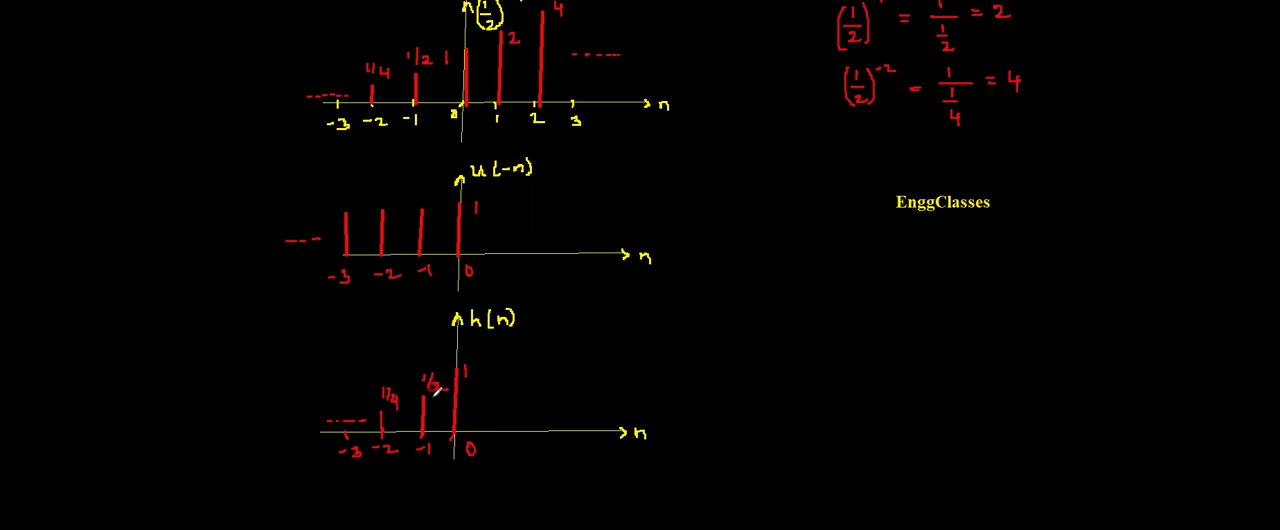 (1/2)
4
2
1/4 1/2 1
------ ------
-3 -2 -1 0 1 2 3 n
(1/2) = 1/(1/2) = 2
(1/2)^-2 = 1/(1/4) = 4
u(-n)
1
---
-3 -2 -1 0 n
EnggClasses
h[n]
1/4 1/2 1
-----
-3 -2 -1 0 n